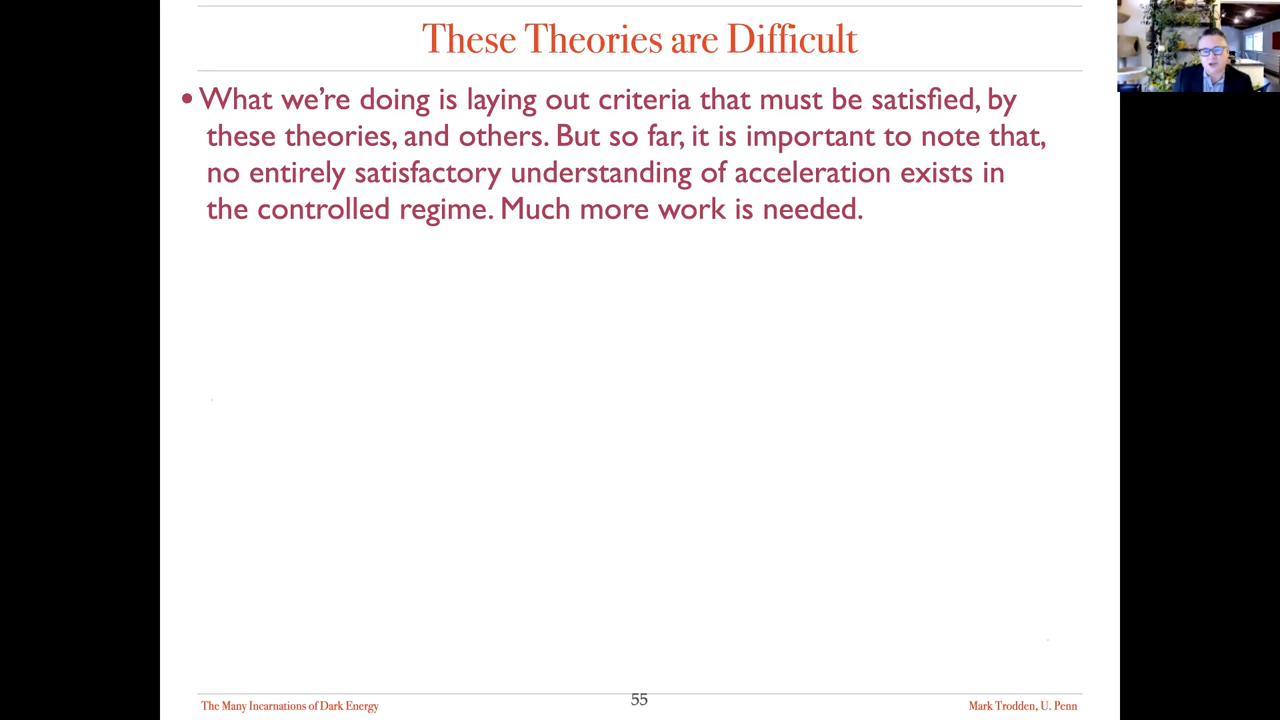 These Theories are Difficult
• What we're doing is laying out criteria that must be satisfied, by
these theories, and others. But so far, it is important to note that,
no entirely satisfactory understanding of acceleration exists in
the controlled regime. Much more work is needed.
The Many Incarnations of Dark Energy
55
Mark Trodden, U. Penn